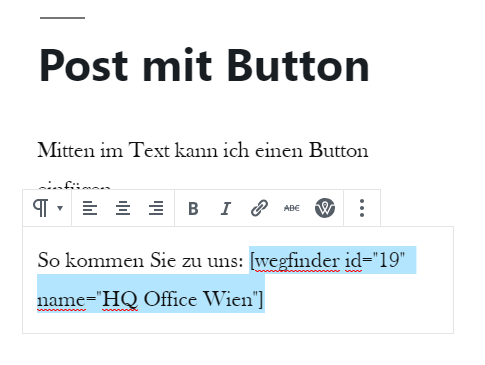 Post mit Button
Mitten im Text kann ich einen Button
einfügen
B I ABC
So kommen Sie zu uns: [wegfinder id="19"
name="HQ Office Wien"]